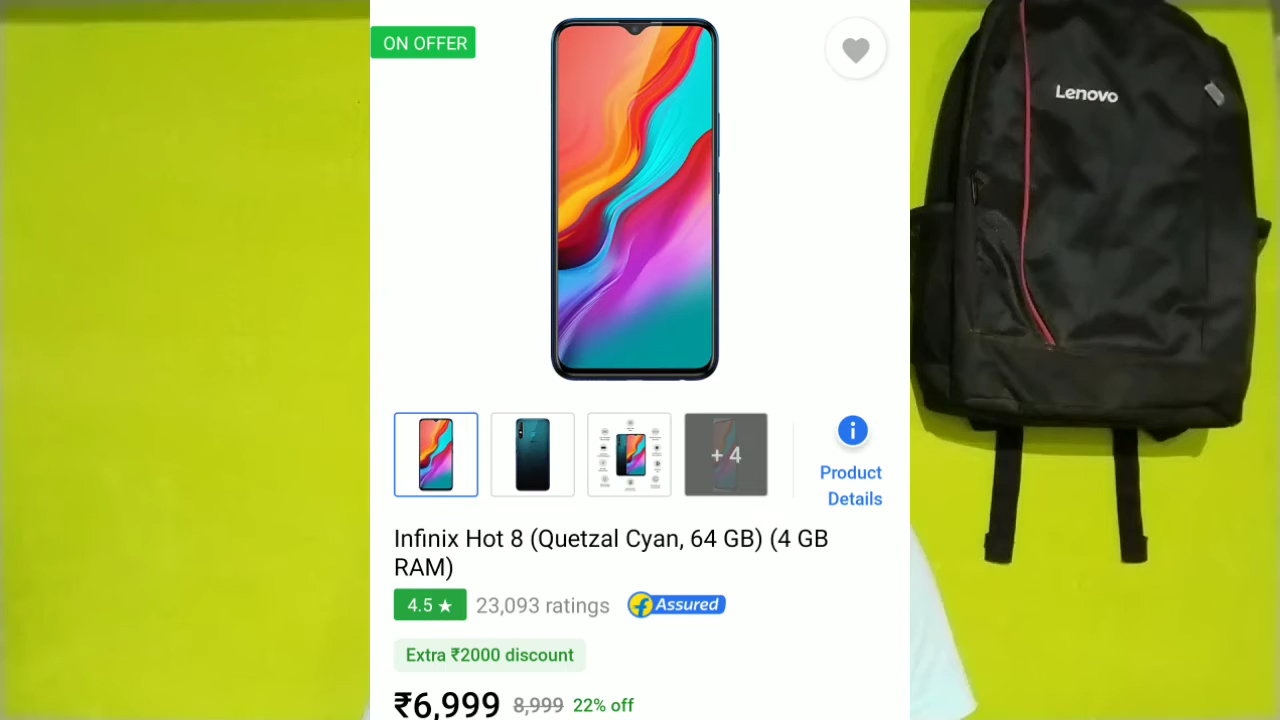 ON OFFER
Lenovo
+ 4
Product
Details
Infinix Hot 8 (Quetzal Cyan, 64 GB) (4 GB
RAM)
4.5 ★ 23,093 ratings f Assured
Extra ₹2000 discount
₹6,999 8,999 22% off